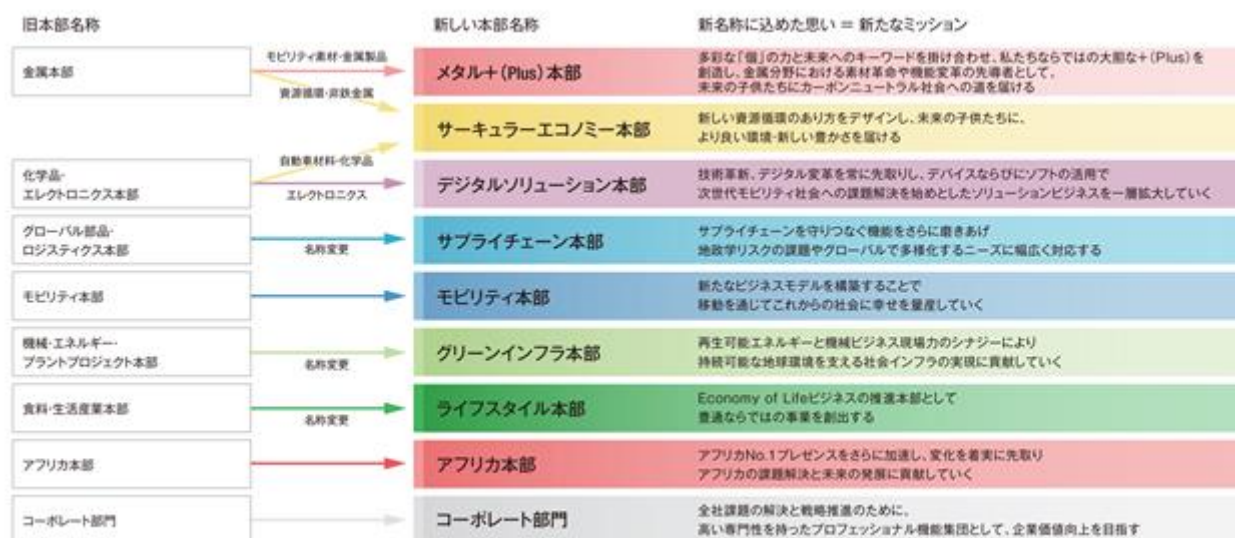 旧本部名称
新しい本部名称
新名称に込めた思い = 新たなミッション
金属本部
モビリティ素材・金属製品
資源循環・非鉄金属
メタル+(Plus)本部
多彩な「個」の力と未来へのキーワードを掛け合わせ、私たちならではの大胆な+(Plus)を
創造し、金属分野における素材革命や機能変革の先導者として、
未来の子供たちにカーボンニュートラル社会への道を届ける
サーキュラーエコノミー本部
新しい資源循環のあり方をデザインし、未来の子供たちに、
より良い環境・新しい豊かさを届ける
化学品・
エレクトロニクス本部
自動車材料・化学品
エレクトロニクス
デジタルソリューション本部
技術革新、デジタル変革を常に先取りし、デバイスならびにソフトの活用で
次世代モビリティ社会への課題解決を始めとしたソリューションビジネスを一層拡大していく
グローバル部品・
ロジスティクス本部
名称変更
サプライチェーン本部
サプライチェーンを守りつなぐ機能をさらに磨きあげ
地政学リスクの課題やグローバルで多様化するニーズに幅広く対応する
モビリティ本部
モビリティ本部
新たなビジネスモデルを構築することで
移動を通じてこれからの社会に幸せを量産していく
機械・エネルギー・
プラントプロジェクト本部
名称変更
グリーンインフラ本部
再生可能エネルギーと機械ビジネス現場力のシナジーにより
持続可能な地球環境を支える社会インフラの実現に貢献していく
食料・生活産業本部
名称変更
ライフスタイル本部
Economy of Lifeビジネスの推進本部として
豊通ならではの事業を創出する
アフリカ本部
アフリカ本部
アフリカNo.1プレゼンスをさらに加速し、変化を着実に先取り
アフリカの課題解決と未来の発展に貢献していく
コーポレート部門
コーポレート部門
全社課題の解決と戦略推進のために、
高い専門性を持ったプロフェッショナル機能集団として、企業価値向上を目指す